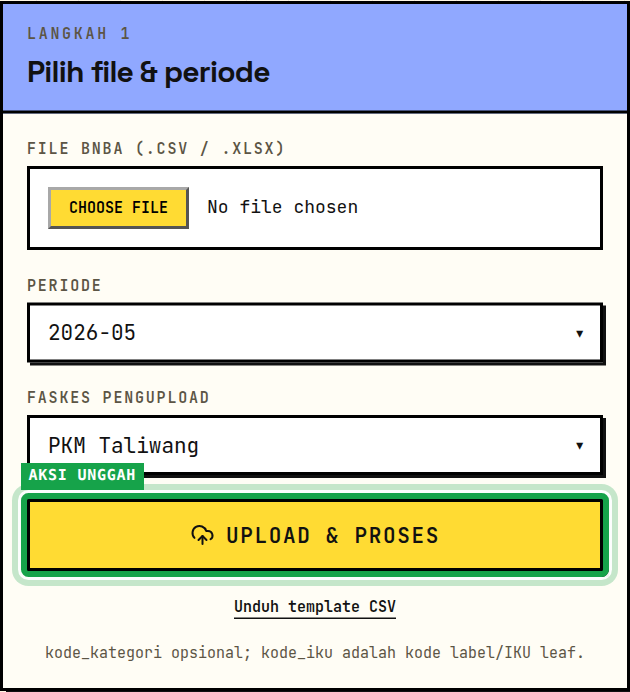 LANGKAH 1
Pilih file & periode
FILE BNBA (.CSV / .XLSX)
CHOOSE FILE No file chosen
PERIODE
2026-05
FASKES PENGUPLOAD
PKM Taliwang
AKSI UNGGAH
UPLOAD & PROSES
Unduh template CSV
kode_kategori opsional; kode_iku adalah kode label/IKU leaf.